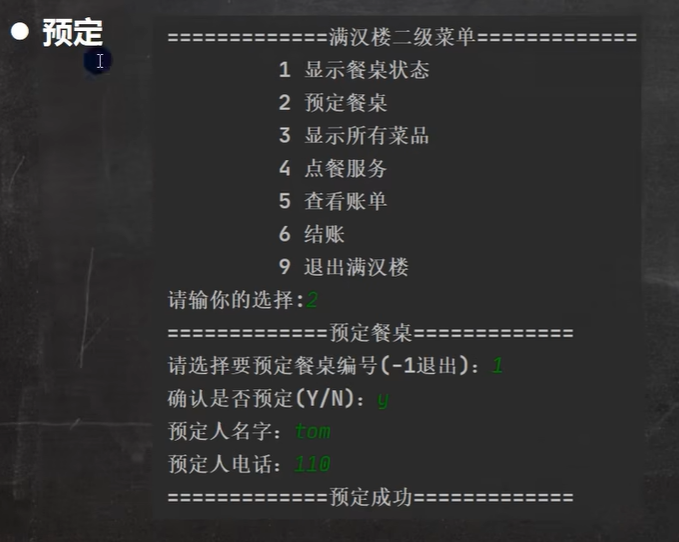 ● 预定
=============满汉楼二级菜单=============
1 显示餐桌状态
2 预定餐桌
3 显示所有菜品
4 点餐服务
5 查看账单
6 结账
9 退出满汉楼
请输你的选择:2
=============预定餐桌=============
请选择要预定餐桌编号(-1退出): 1
确认是否预定(Y/N): y
预定人名字: tom
预定人电话: 110
=============预定成功=============